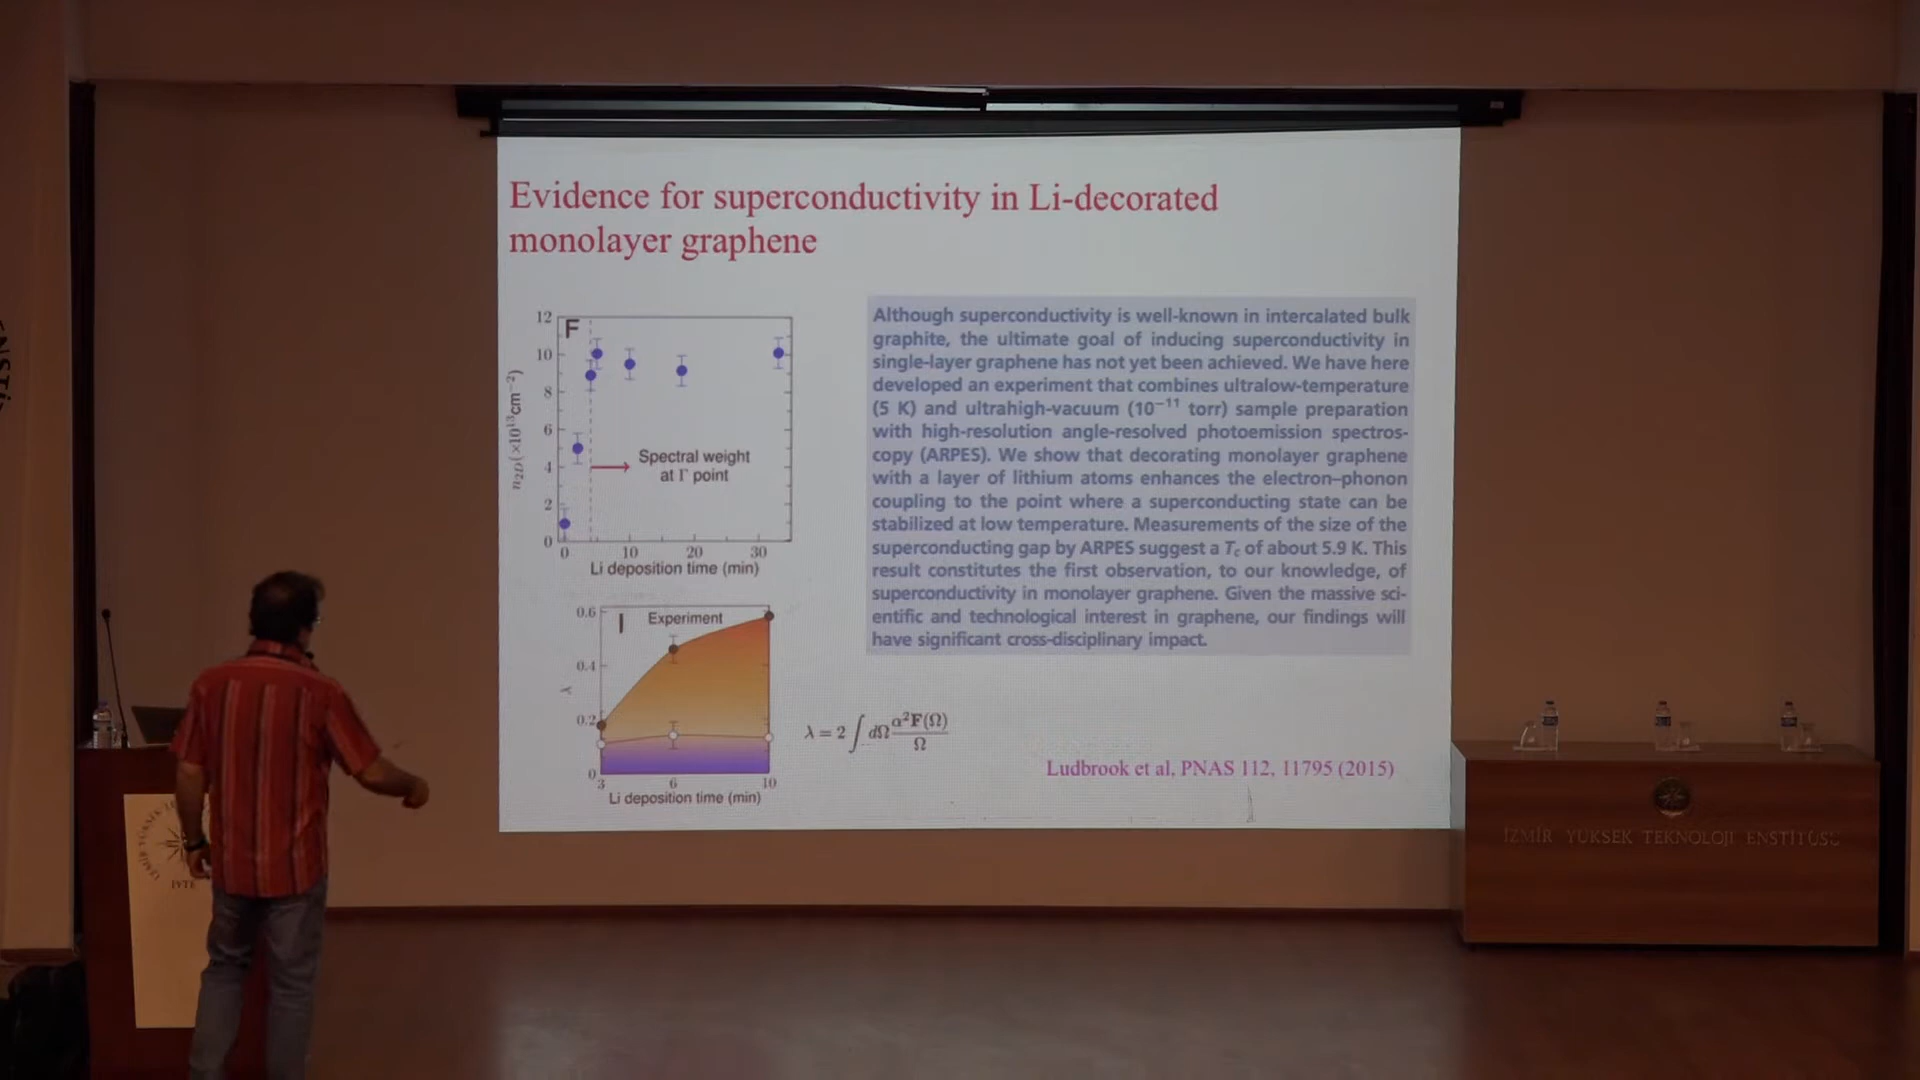 Evidence for superconductivity in Li-decorated
monolayer graphene
12
10
8
6
4
2
0
F
n2D(×10¹³cm⁻²)
Spectral weight
at Γ point
0 10 20 30
Li deposition time (min)
0.6
0.4
0.2
0
λ
I Experiment
3 6 10
Li deposition time (min)
Although superconductivity is well-known in intercalated bulk
graphite, the ultimate goal of inducing superconductivity in
single-layer graphene has not yet been achieved. We have here
developed an experiment that combines ultralow-temperature
(5 K) and ultrahigh-vacuum (10⁻¹¹ torr) sample preparation
with high-resolution angle-resolved photoemission spectros-
copy (ARPES). We show that decorating monolayer graphene
with a layer of lithium atoms enhances the electron–phonon
coupling to the point where a superconducting state can be
stabilized at low temperature. Measurements of the size of the
superconducting gap by ARPES suggest a Tc of about 5.9 K. This
result constitutes the first observation, to our knowledge, of
superconductivity in monolayer graphene. Given the massive sci-
entific and technological interest in graphene, our findings will
have significant cross-disciplinary impact.
λ = 2 ∫ dΩ α²F(Ω)
Ω
Ludbrook et al, PNAS 112, 11795 (2015)
İZMİR YÜKSEK TEKNOLOJİ ENSTİTÜSÜ
İYTE